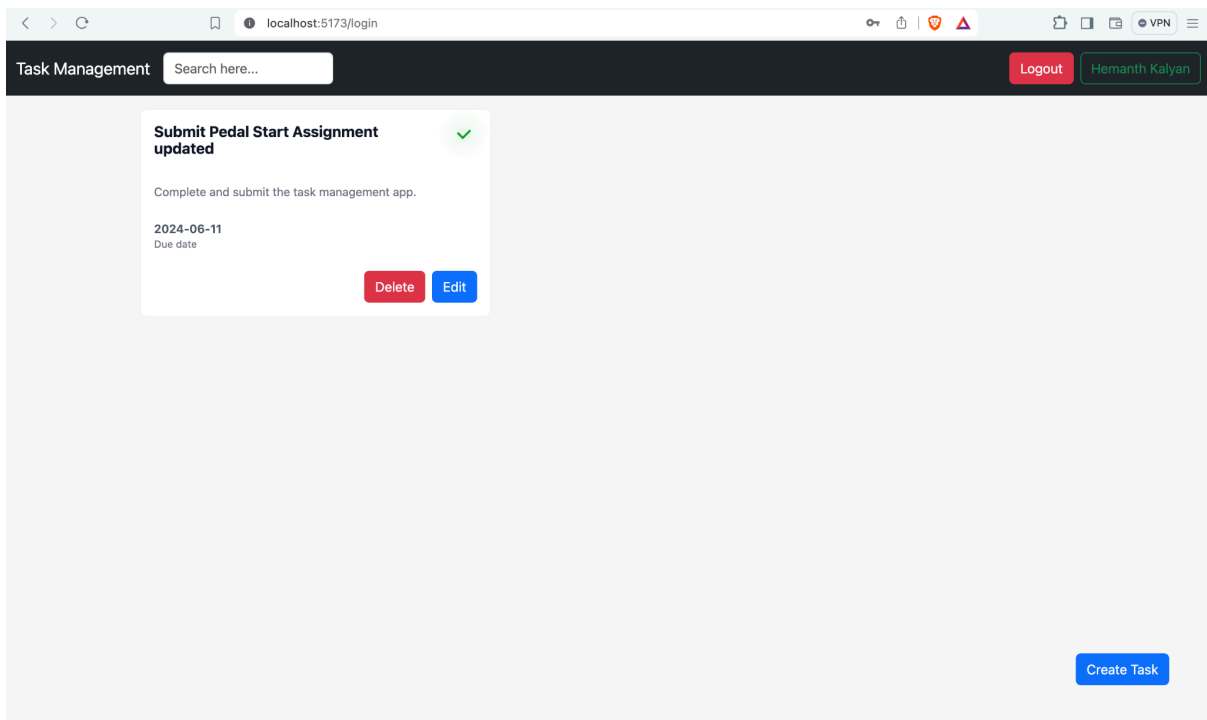 localhost:5173/login
VPN
Task Management
Search here...
Logout
Hemanth Kalyan
Submit Pedal Start Assignment
updated
Complete and submit the task management app.
2024-06-11
Due date
Delete
Edit
Create Task